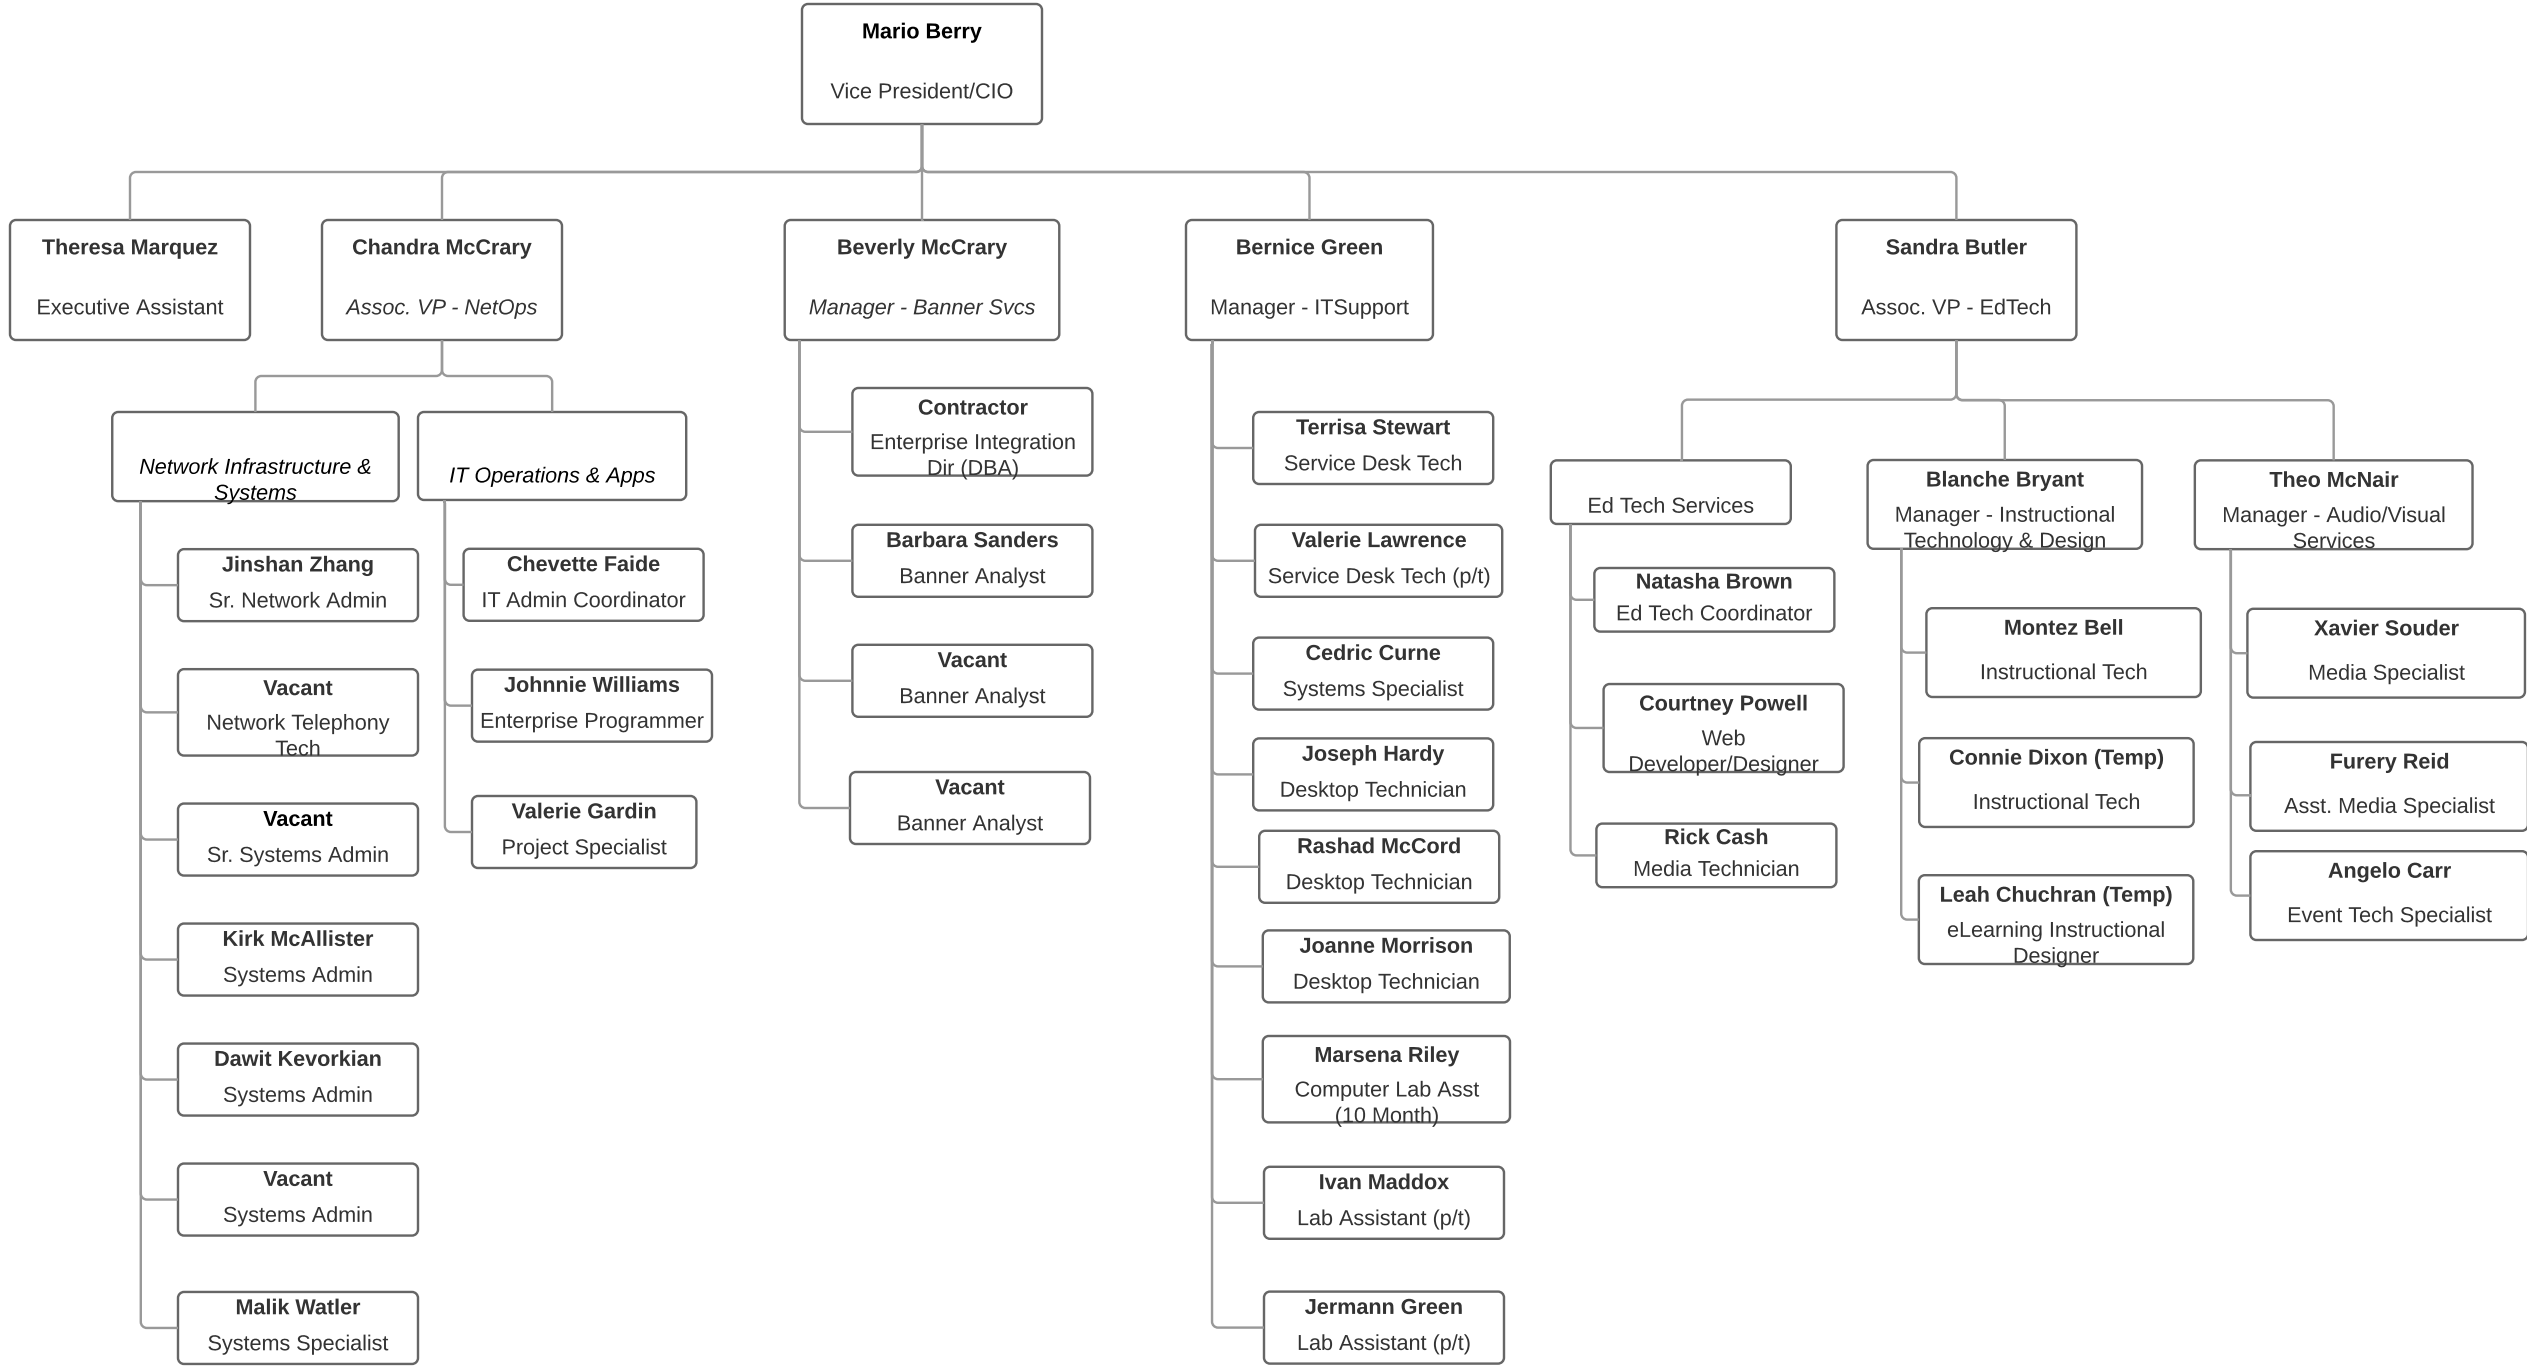 Mario Berry
Vice President/CIO
Theresa Marquez
Executive Assistant
Chandra McCrary
Assoc. VP - NetOps
Beverly McCrary
Manager - Banner Svcs
Bernice Green
Manager - ITSupport
Sandra Butler
Assoc. VP - EdTech
Network Infrastructure &
Systems
Jinshan Zhang
Sr. Network Admin
Vacant
Network Telephony
Tech
Vacant
Sr. Systems Admin
Kirk McAllister
Systems Admin
Dawit Kevorkian
Systems Admin
Vacant
Systems Admin
Malik Watler
Systems Specialist
IT Operations & Apps
Chevette Faide
IT Admin Coordinator
Johnnie Williams
Enterprise Programmer
Valerie Gardin
Project Specialist
Contractor
Enterprise Integration
Dir (DBA)
Barbara Sanders
Banner Analyst
Vacant
Banner Analyst
Vacant
Banner Analyst
Terrisa Stewart
Service Desk Tech
Valerie Lawrence
Service Desk Tech (p/t)
Cedric Curne
Systems Specialist
Joseph Hardy
Desktop Technician
Rashad McCord
Desktop Technician
Joanne Morrison
Desktop Technician
Marsena Riley
Computer Lab Asst
(10 Month)
Ivan Maddox
Lab Assistant (p/t)
Jermann Green
Lab Assistant (p/t)
Ed Tech Services
Natasha Brown
Ed Tech Coordinator
Courtney Powell
Web
Developer/Designer
Rick Cash
Media Technician
Blanche Bryant
Manager - Instructional
Technology & Design
Montez Bell
Instructional Tech
Connie Dixon (Temp)
Instructional Tech
Leah Chuchran (Temp)
eLearning Instructional
Designer
Theo McNair
Manager - Audio/Visual
Services
Xavier Souder
Media Specialist
Furery Reid
Asst. Media Specialist
Angelo Carr
Event Tech Specialist